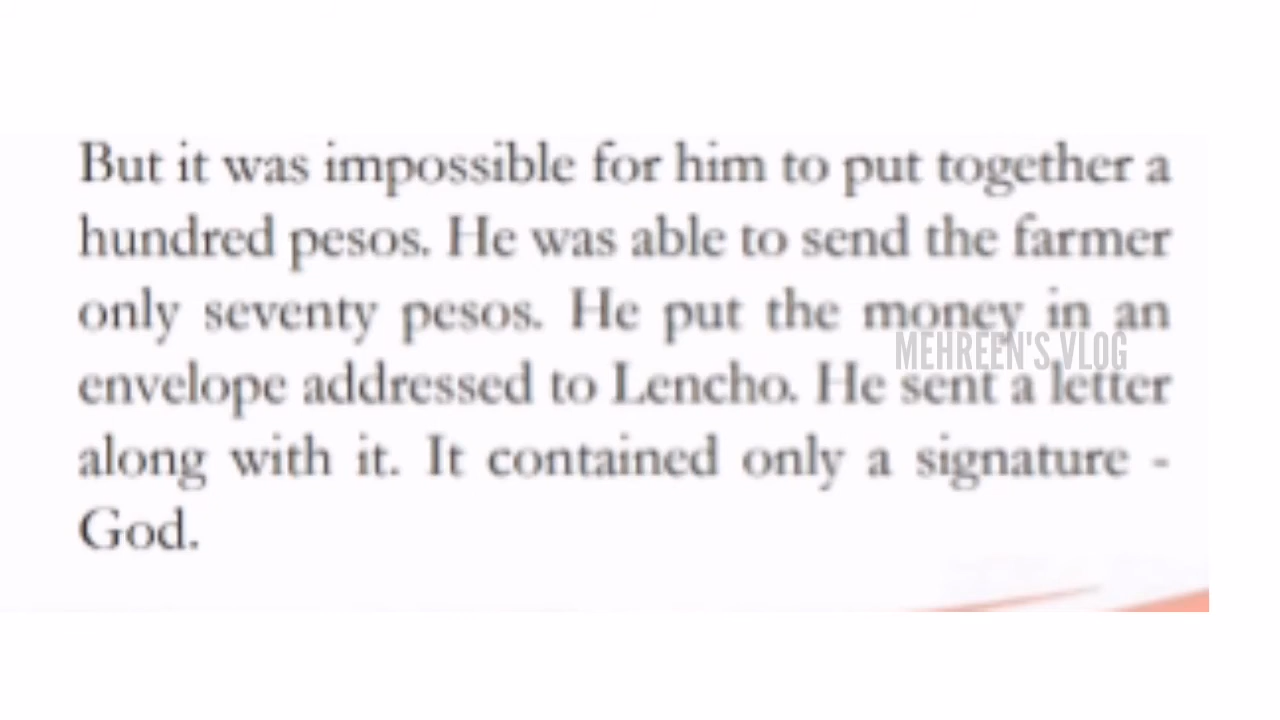 But it was impossible for him to put together a
hundred pesos. He was able to send the farmer
only seventy pesos. He put the money in an
MEHREEN'S VLOG
envelope addressed to Lencho. He sent a letter
along with it. It contained only a signature -
God.